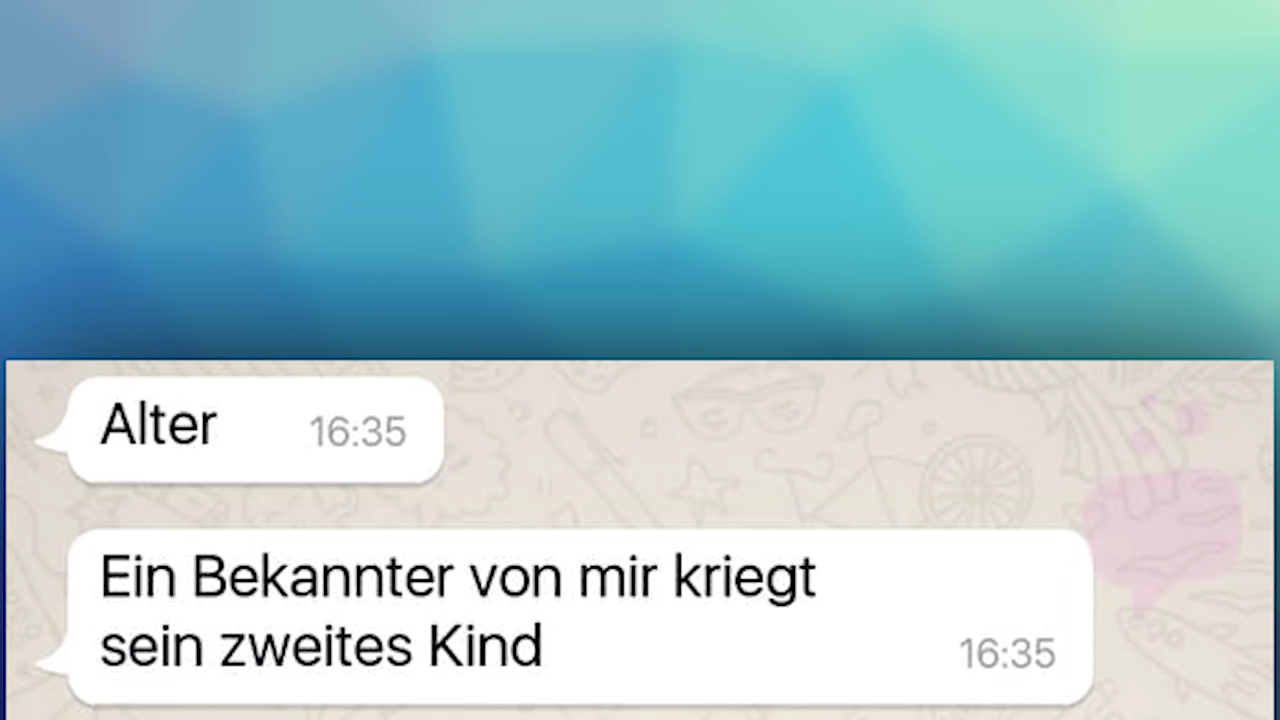 Alter 16:35
Ein Bekannter von mir kriegt
sein zweites Kind 16:35